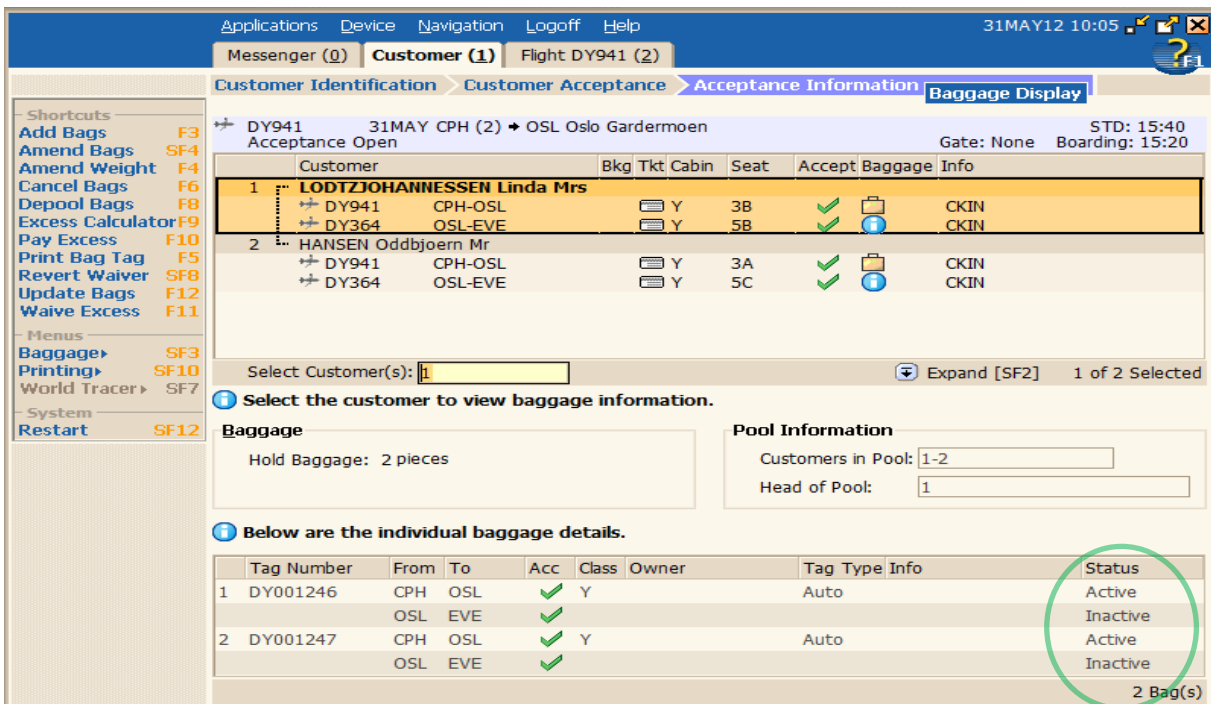 Applications Device Navigation Logoff Help 31MAY12 10:05
Messenger (0) Customer (1) Flight DY941 (2) ? F1
Customer Identification Customer Acceptance Acceptance Information Baggage Display
Shortcuts
Add Bags F3
Amend Bags SF4
Amend Weight F4
Cancel Bags F6
Depool Bags F8
Excess Calculator F9
Pay Excess F10
Print Bag Tag F5
Revert Waiver SF8
Update Bags F12
Waive Excess F11
Menus
Baggage SF3
Printing SF10
World Tracer SF7
System
Restart SF12
DY941 31MAY CPH (2) → OSL Oslo Gardermoen STD: 15:40
Acceptance Open Gate: None Boarding: 15:20
Customer Bkg Tkt Cabin Seat Accept Baggage Info
1 LODTZJOHANNESSEN Linda Mrs
DY941 CPH-OSL Y 3B CKIN
DY364 OSL-EVE Y 5B CKIN
2 HANSEN Oddbjoern Mr
DY941 CPH-OSL Y 3A CKIN
DY364 OSL-EVE Y 5C CKIN
Select Customer(s): 1 Expand [SF2] 1 of 2 Selected
Select the customer to view baggage information.
Baggage
Hold Baggage: 2 pieces
Pool Information
Customers in Pool: 1-2
Head of Pool: 1
Below are the individual baggage details.
Tag Number From To Acc Class Owner Tag Type Info Status
1 DY001246 CPH OSL Y Auto Active
OSL EVE Inactive
2 DY001247 CPH OSL Y Auto Active
OSL EVE Inactive
2 Bag(s)